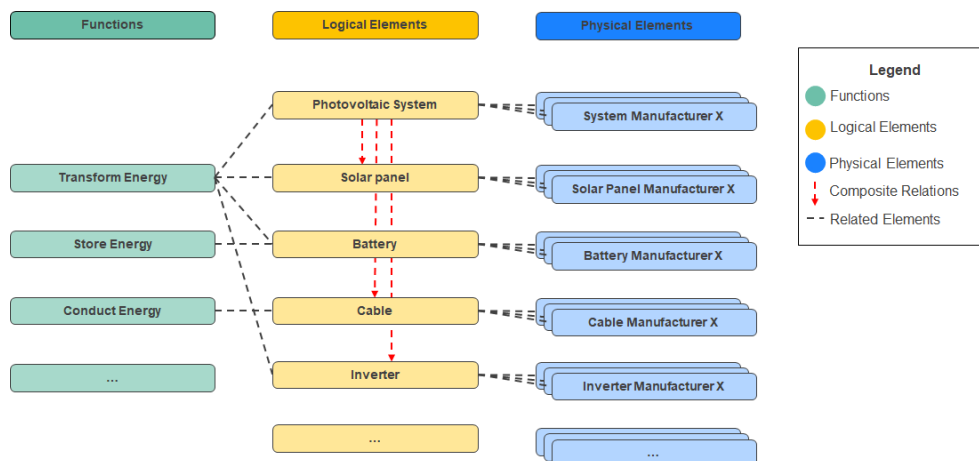 Functions
Logical Elements
Physical Elements
Photovoltaic System
System Manufacturer X
Transform Energy
Solar panel
Solar Panel Manufacturer X
Store Energy
Battery
Battery Manufacturer X
Conduct Energy
Cable
Cable Manufacturer X
...
Inverter
Inverter Manufacturer X
...
...
Legend
Functions
Logical Elements
Physical Elements
Composite Relations
Related Elements